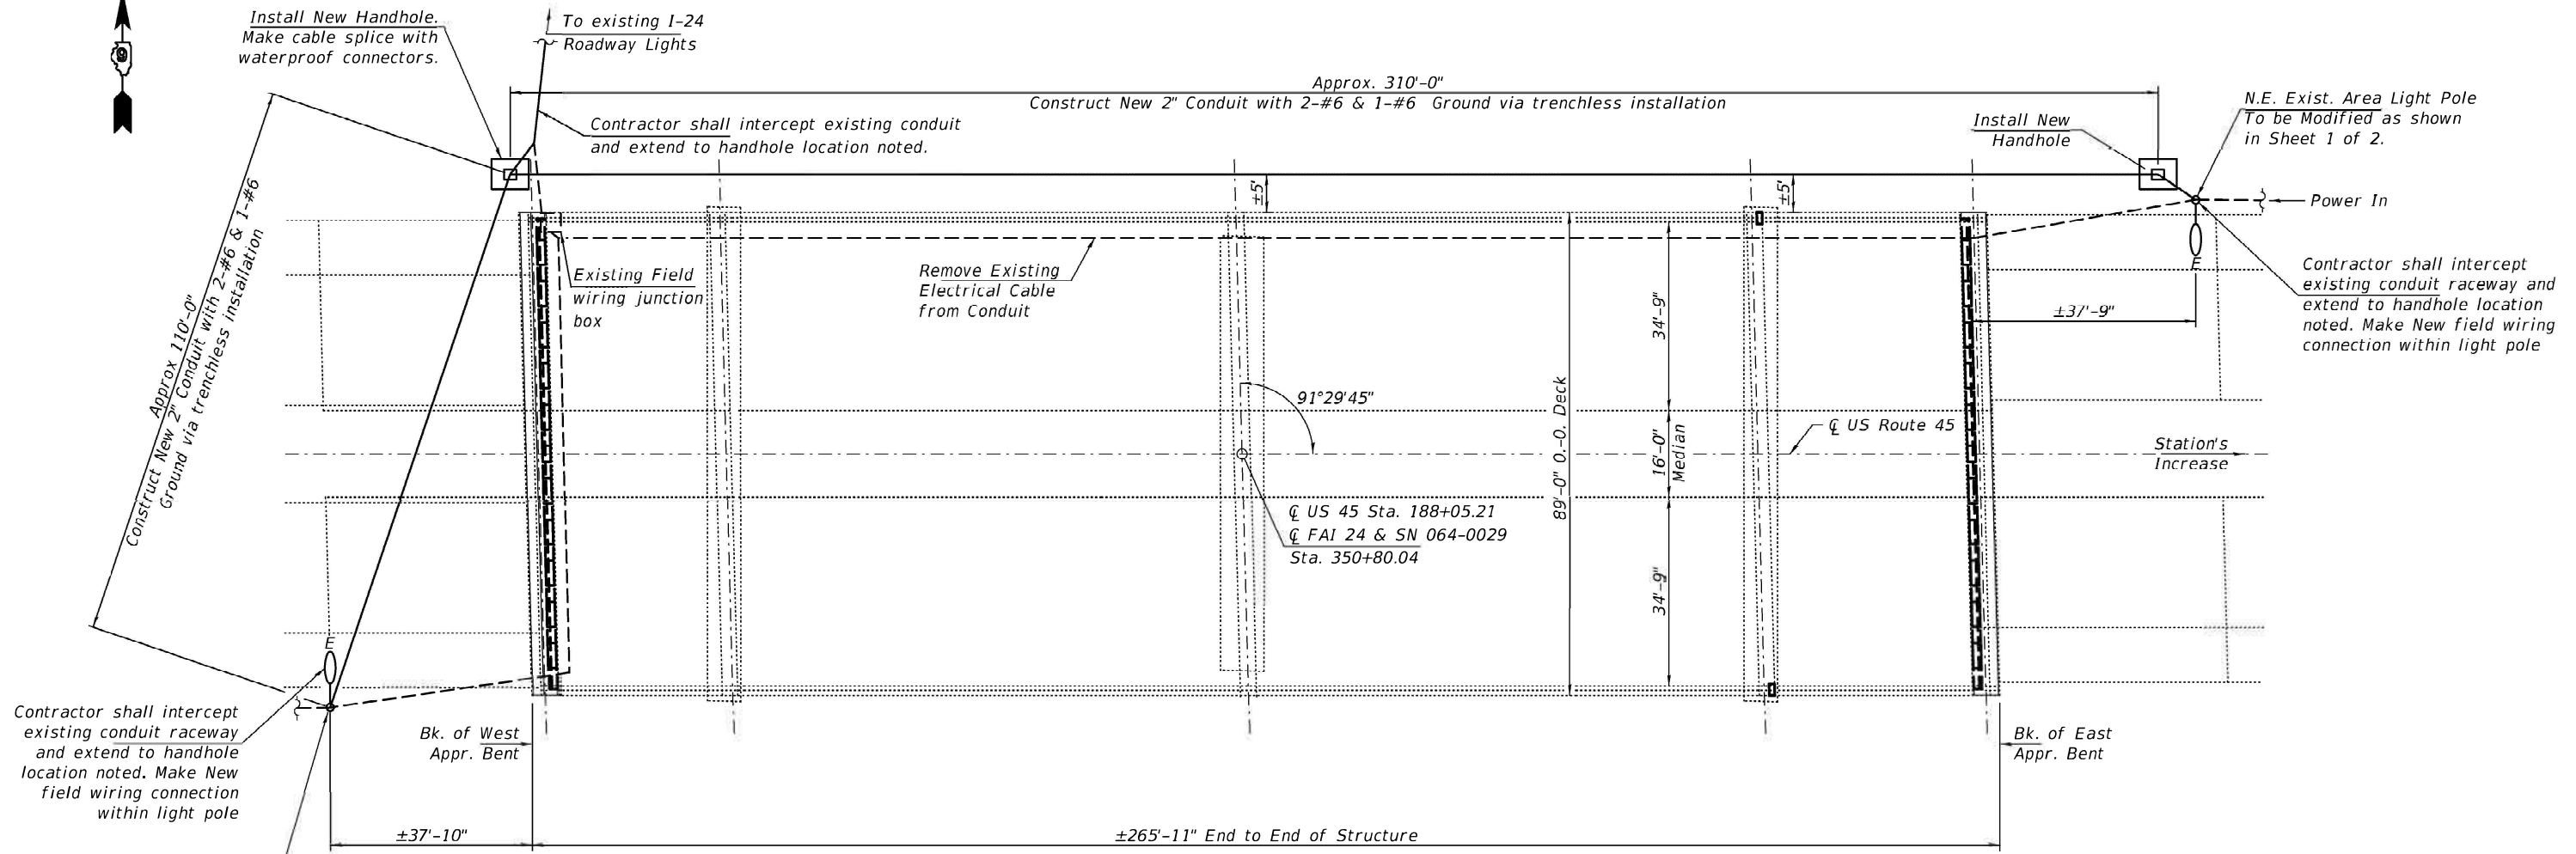 Install New Handhole.
Make cable splice with
waterproof connectors.
To existing I-24
Roadway Lights
Approx. 310'-0"
Construct New 2" Conduit with 2-#6 & 1-#6 Ground via trenchless installation
Contractor shall intercept existing conduit
and extend to handhole location noted.
Install New
Handhole
N.E. Exist. Area Light Pole
To be Modified as shown
in Sheet 1 of 2.
±5'
±5'
Power In
Approx 110'-0"
Construct New 2" Conduit with 2-#6 & 1-#6
Ground via trenchless installation
Existing Field
wiring junction
box
Remove Existing
Electrical Cable
from Conduit
34'-9"
E
±37'-9"
Contractor shall intercept
existing conduit raceway and
extend to handhole location
noted. Make New field wiring
connection within light pole
91°29'45"
89'-0" O.-O. Deck
16'-0"
Median
℄ US Route 45
Station's
Increase
℄ US 45 Sta. 188+05.21
℄ FAI 24 & SN 064-0029
Sta. 350+80.04
34'-9"
E
Contractor shall intercept
existing conduit raceway
and extend to handhole
location noted. Make New
field wiring connection
within light pole
Bk. of West
Appr. Bent
Bk. of East
Appr. Bent
±37'-10"
±265'-11" End to End of Structure